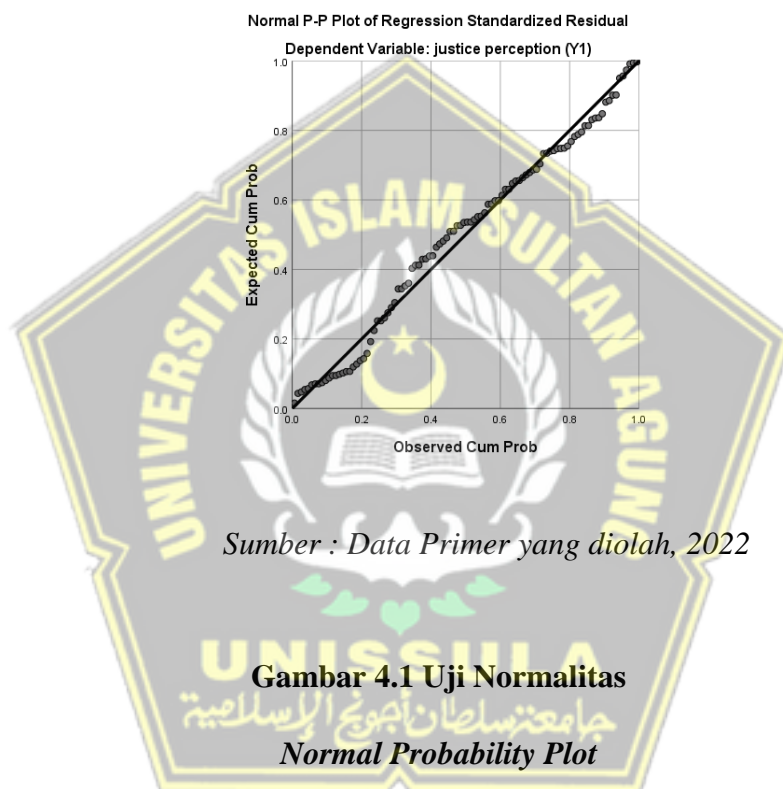 Normal P-P Plot of Regression Standardized Residual
Dependent Variable: justice perception (Y1)
Expected Cum Prob
1.0
0.8
0.6
0.4
0.2
0.0
0.0 0.2 0.4 0.6 0.8 1.0
Observed Cum Prob
UNIVERSITAS ISLAM SULTAN AGUNG
Sumber : Data Primer yang diolah, 2022
UNISSULA
Gambar 4.1 Uji Normalitas
جامعة سلطان أجونج الإسلامية
Normal Probability Plot